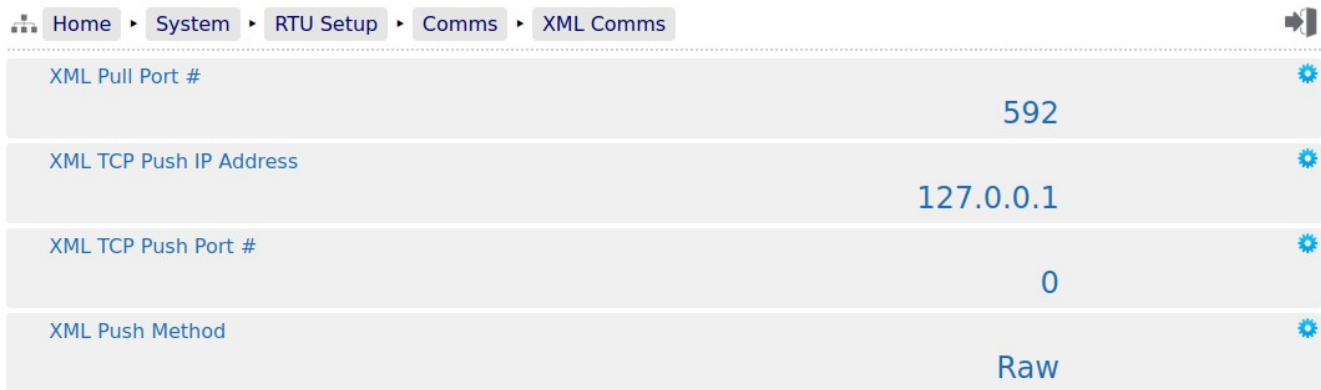 Home ‣ System ‣ RTU Setup ‣ Comms ‣ XML Comms
XML Pull Port #
592
XML TCP Push IP Address
127.0.0.1
XML TCP Push Port #
0
XML Push Method
Raw